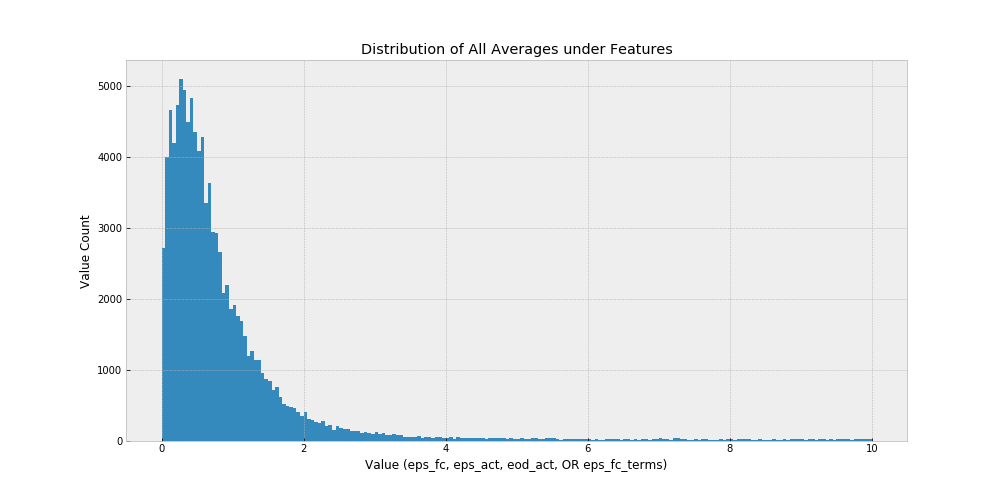 Distribution of All Averages under Features
5000
4000
3000
2000
1000
0
Value Count
0 2 4 6 8 10
Value (eps_fc, eps_act, eod_act, OR eps_fc_terms)